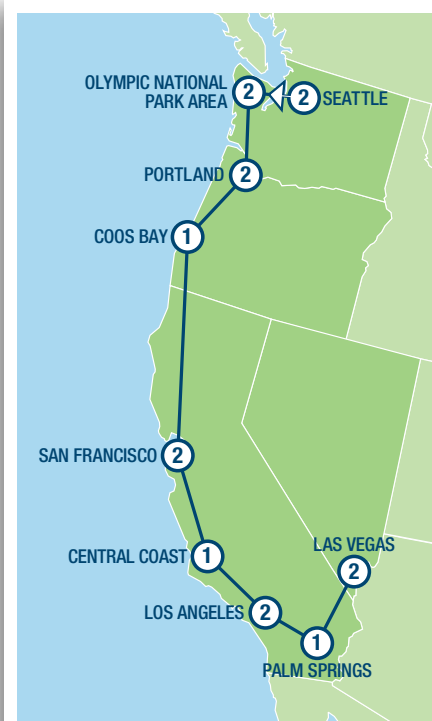 OLYMPIC NATIONAL
PARK AREA
2
2
SEATTLE
PORTLAND
2
COOS BAY
1
SAN FRANCISCO
2
CENTRAL COAST
1
LAS VEGAS
2
LOS ANGELES
2
1
PALM SPRINGS